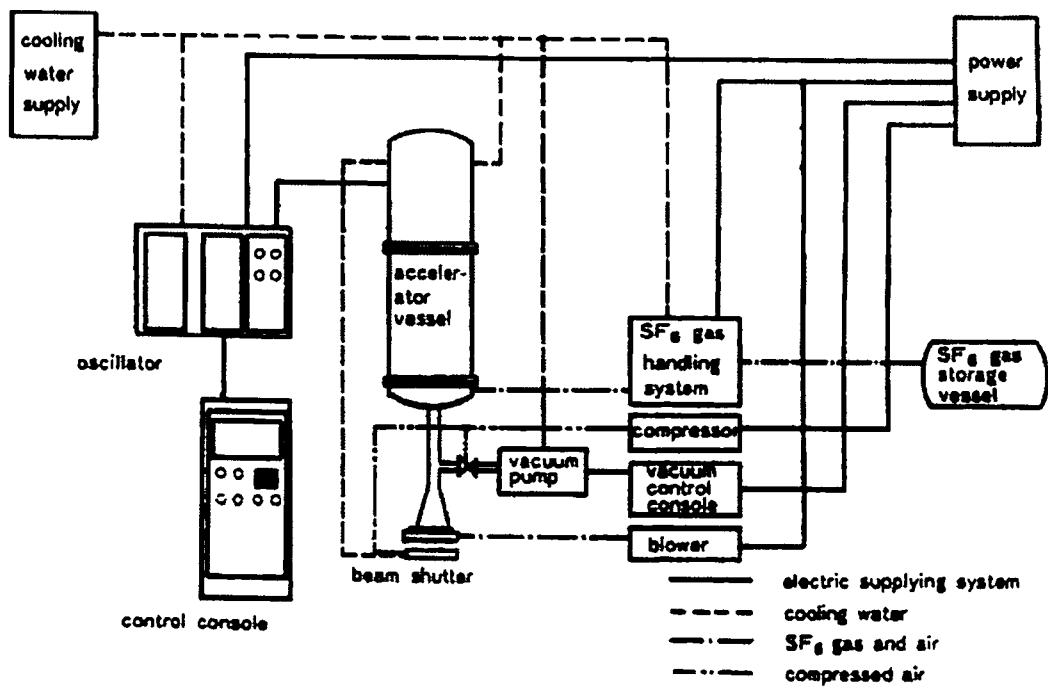 cooling
water
supply
power
supply
acceler-
ator
vessel
oscillator
SF₆ gas
handling
system
SF₆ gas
storage
vessel
compressor
vacuum
pump
vacuum
control
console
blower
beam shutter
control console
electric supplying system
cooling water
SF₆ gas and air
compressed air